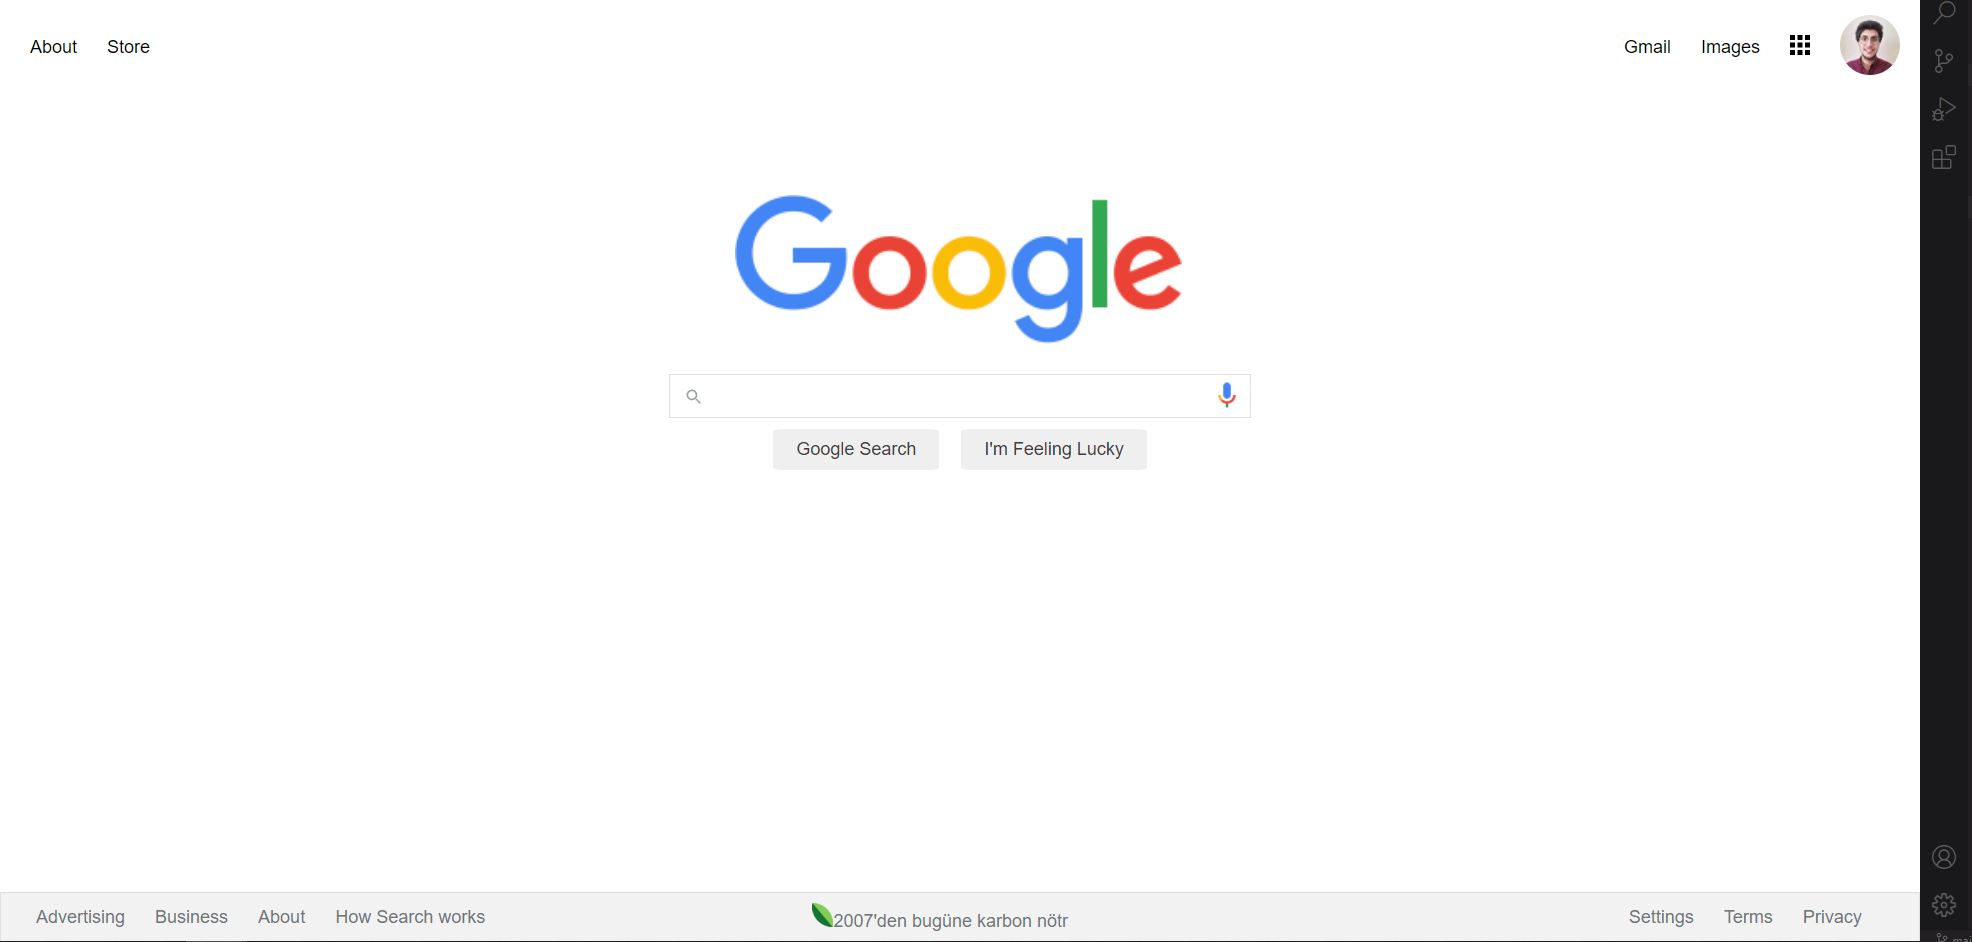 About Store
Gmail Images
Google
Google Search I'm Feeling Lucky
Advertising Business About How Search works
2007'den bugüne karbon nötr
Settings Terms Privacy